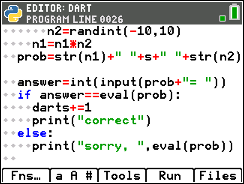 EDITOR: DART
PROGRAM LINE 0026
n2=randint(-10,10)
n1=n1*n2
prob=str(n1)+" "+s+" "+str(n2)
answer=int(input(prob+"= "))
if answer==eval(prob):
darts+=1
print("correct")
else:
print("sorry, ",eval(prob))
Fns… a A # Tools Run Files